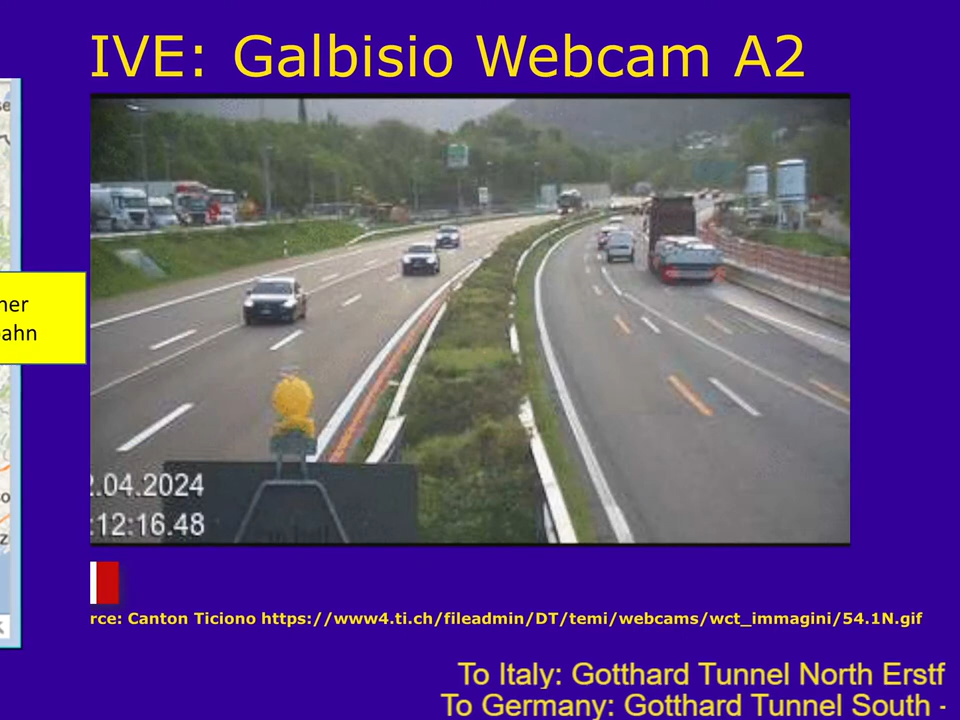 IVE: Galbisio Webcam A2
se
ner
ahn
2.04.2024
:12:16.48
rce: Canton Ticiono https://www4.ti.ch/fileadmin/DT/temi/webcams/wct_immagini/54.1N.gif
To Italy: Gotthard Tunnel North Erstf
To Germany: Gotthard Tunnel South -